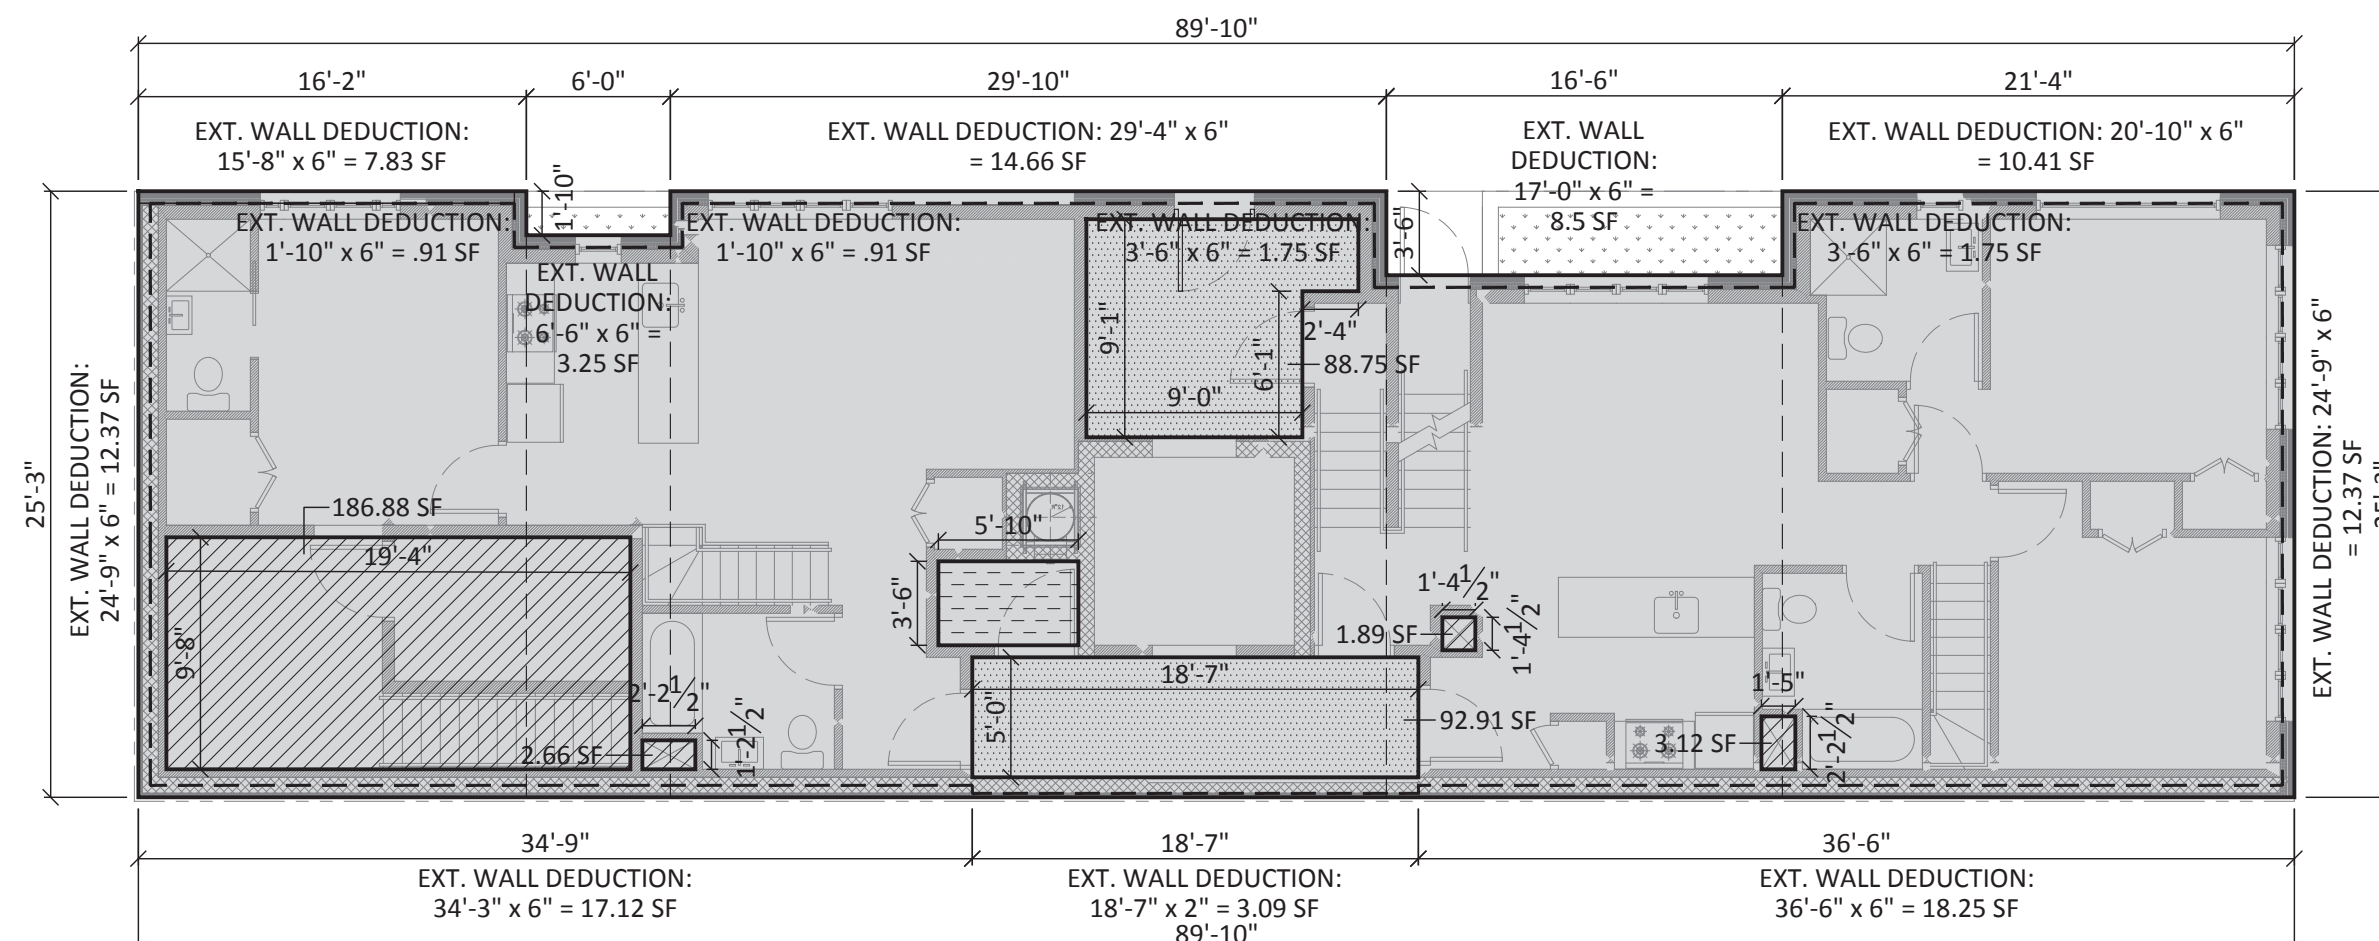 89'-10"
16'-2"
6'-0"
29'-10"
16'-6"
21'-4"
EXT. WALL DEDUCTION:
15'-8" x 6" = 7.83 SF
EXT. WALL DEDUCTION: 29'-4" x 6"
= 14.66 SF
EXT. WALL
DEDUCTION:
17'-0" x 6" =
8.5 SF
EXT. WALL DEDUCTION: 20'-10" x 6"
= 10.41 SF
1'-10"
3'-6"
EXT. WALL DEDUCTION:
1'-10" x 6" = .91 SF
EXT. WALL DEDUCTION:
1'-10" x 6" = .91 SF
EXT. WALL DEDUCTION:
3'-6" x 6" = 1.75 SF
EXT. WALL DEDUCTION:
3'-6" x 6" = 1.75 SF
EXT. WALL
DEDUCTION:
6'-6" x 6" =
3.25 SF
9'-1"
2'-4"
6'-1"
88.75 SF
9'-0"
25'-3"
EXT. WALL DEDUCTION:
24'-9" x 6" = 12.37 SF
EXT. WALL DEDUCTION: 24'-9" x 6"
= 12.37 SF
186.88 SF
19'-4"
9'-8"
5'-10"
3'-6"
1'-4 1/2"
1'-4 1/2"
1.89 SF
18'-7"
5'-0"
92.91 SF
2'-2 1/2"
1'-2 1/2"
2.66 SF
1'-5"
2'-2 1/2"
3.12 SF
34'-9"
18'-7"
36'-6"
EXT. WALL DEDUCTION:
34'-3" x 6" = 17.12 SF
EXT. WALL DEDUCTION:
18'-7" x 2" = 3.09 SF
EXT. WALL DEDUCTION:
36'-6" x 6" = 18.25 SF
89'-10"